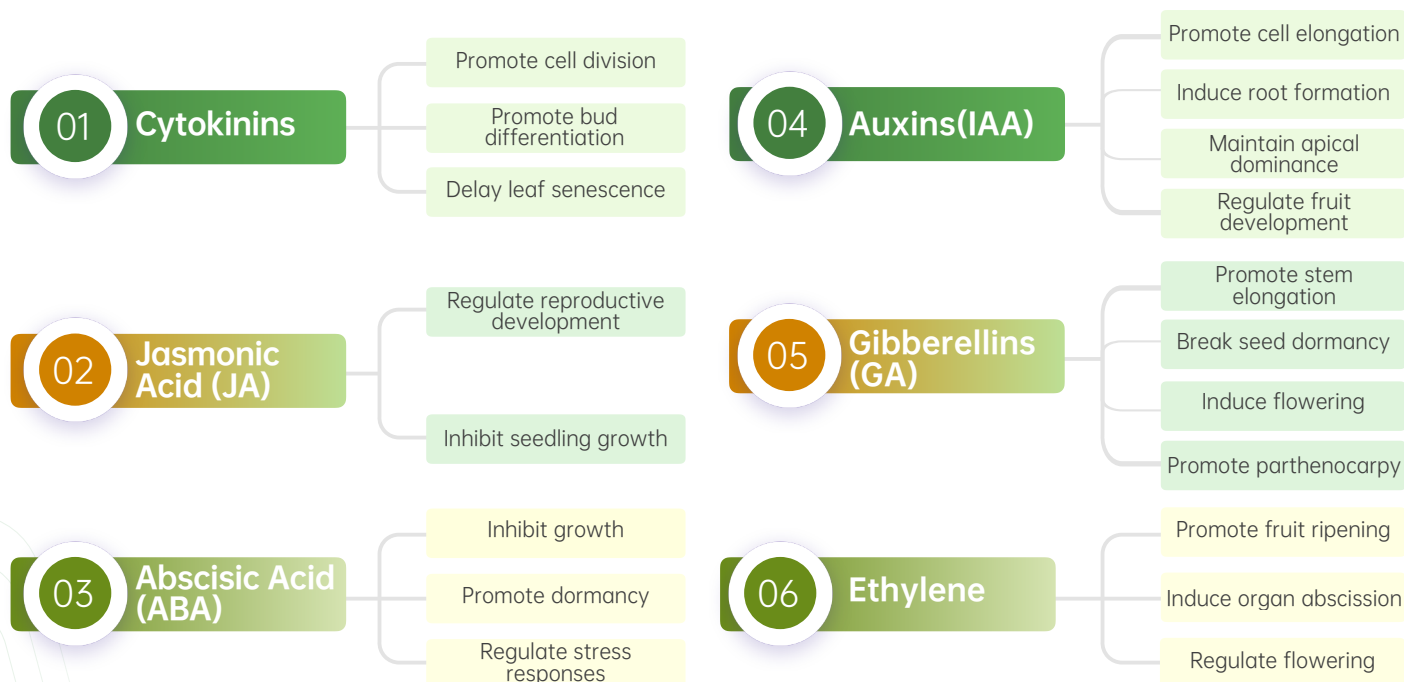 01
Cytokinins
Promote cell division
Promote bud
differentiation
Delay leaf senescence
02
Jasmonic
Acid (JA)
Regulate reproductive
development
Inhibit seedling growth
03
Abscisic Acid
(ABA)
Inhibit growth
Promote dormancy
Regulate stress
responses
04
Auxins(IAA)
Promote cell elongation
Induce root formation
Maintain apical
dominance
Regulate fruit
development
05
Gibberellins
(GA)
Promote stem
elongation
Break seed dormancy
Induce flowering
Promote parthenocarpy
06
Ethylene
Promote fruit ripening
Induce organ abscission
Regulate flowering